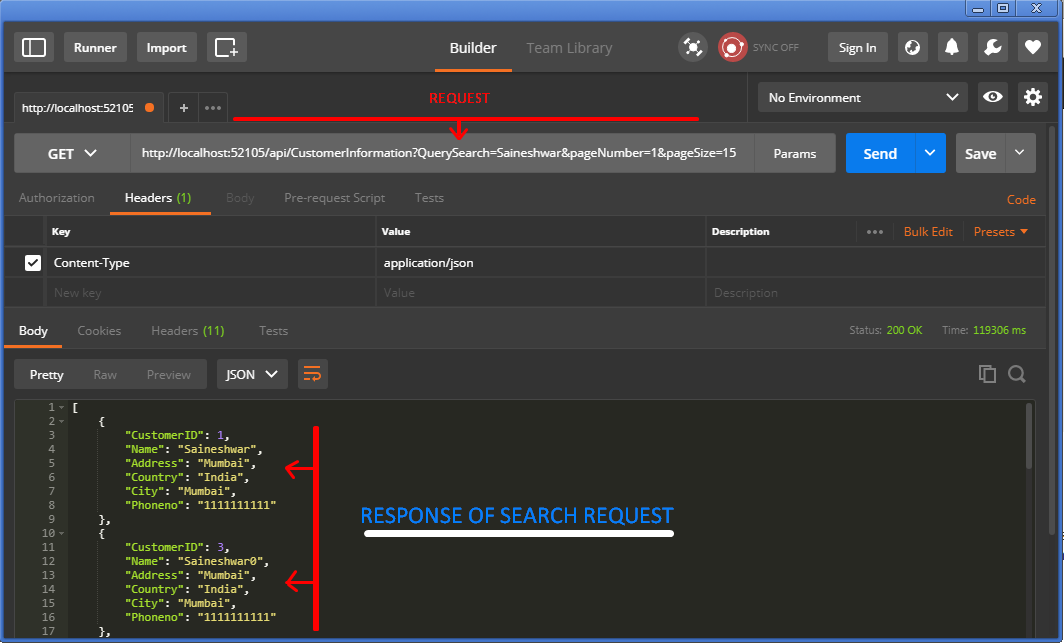 Runner Import Builder Team Library SYNC OFF Sign In
http://localhost:52105 + ••• REQUEST No Environment
GET http://localhost:52105/api/CustomerInformation?QuerySearch=Saineshwar&pageNumber=1&pageSize=15 Params Send Save
Authorization Headers (1) Body Pre-request Script Tests Code
Key Value Description ••• Bulk Edit Presets
Content-Type application/json
New key Value Description
Body Cookies Headers (11) Tests Status: 200 OK Time: 119306 ms
Pretty Raw Preview JSON
1 [
2 {
3 "CustomerID": 1,
4 "Name": "Saineshwar",
5 "Address": "Mumbai",
6 "Country": "India",
7 "City": "Mumbai",
8 "Phoneno": "1111111111"
9 },
RESPONSE OF SEARCH REQUEST
10 {
11 "CustomerID": 3,
12 "Name": "Saineshwar0",
13 "Address": "Mumbai",
14 "Country": "India",
15 "City": "Mumbai",
16 "Phoneno": "1111111111"
17 },